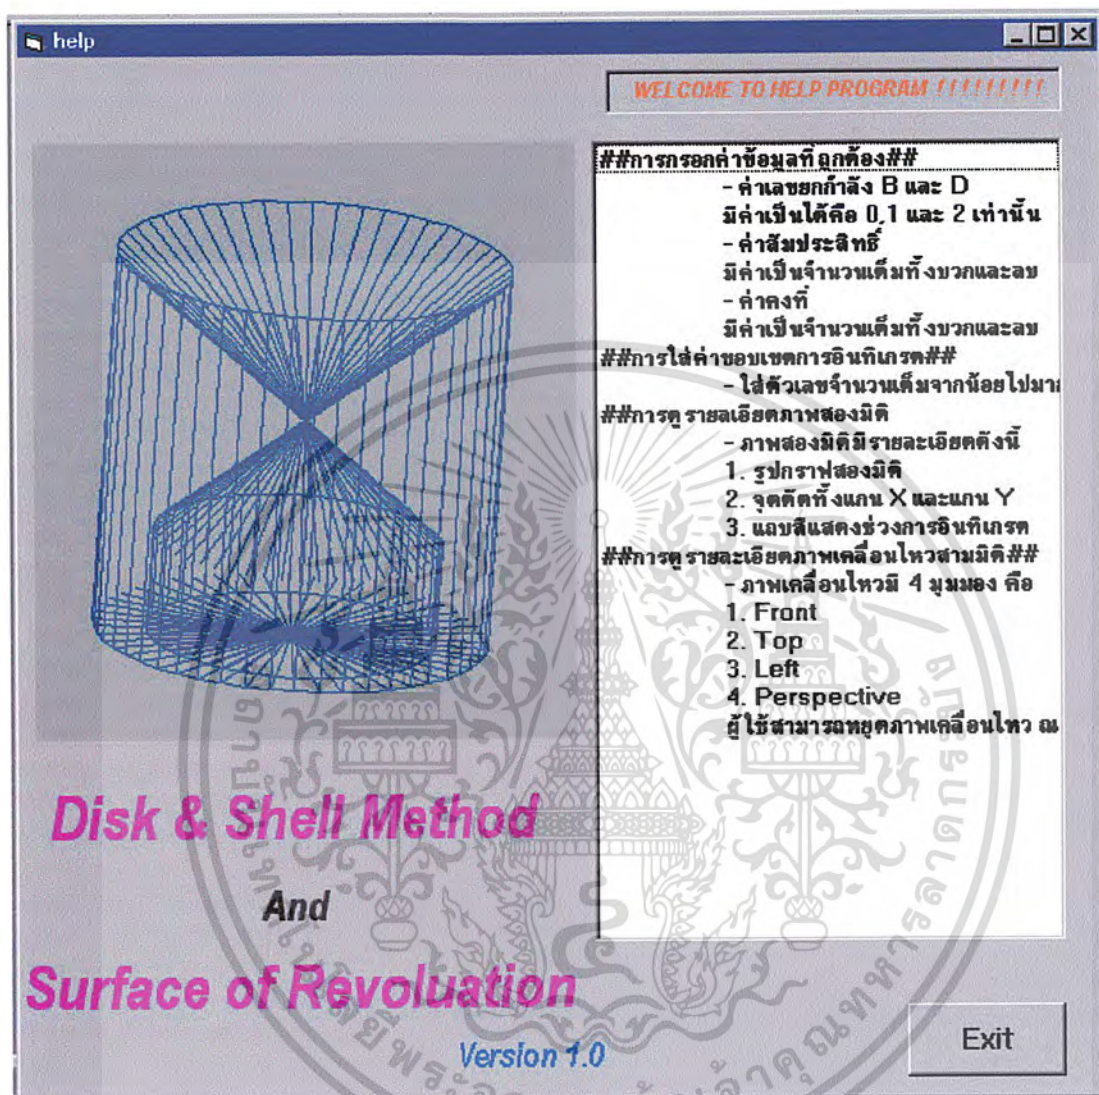 help
WELCOME TO HELP PROGRAM !!!!!!!!!
##การกรอกค่าข้อมูลที่ถูกต้อง##
- ค่าเลขยกกำลัง B และ D
มีค่าเป็นได้คือ 0,1 และ 2 เท่านั้น
- ค่าสัมประสิทธิ์
มีค่าเป็นจำนวนเต็มทั้งบวกและลบ
- ค่าคงที่
มีค่าเป็นจำนวนเต็มทั้งบวกและลบ
##การใส่ค่าขอบเขตการอินทิเกรต##
- ใส่ตัวเลขจำนวนเต็มจากน้อยไปมา
##การดูรายลเอียดภาพสองมิติ
- ภาพสองมิติมีรายละเอียดดังนี้
1. รูปกราฟสองมิติ
2. จุดตัดทั้งแกน X และแกน Y
3. แถบสีแสดงช่วงการอินทิเกรต
##การดูรายละเอียดภาพเคลื่อนไหวสามมิติ##
- ภาพเคลื่อนไหวมี 4 มุมมอง คือ
1. Front
2. Top
3. Left
4. Perspective
ผู้ใช้สามารถหยุดภาพเคลื่อนไหว ณ
Disk & Shell Method
And
Surface of Revoluation
Version 1.0
Exit